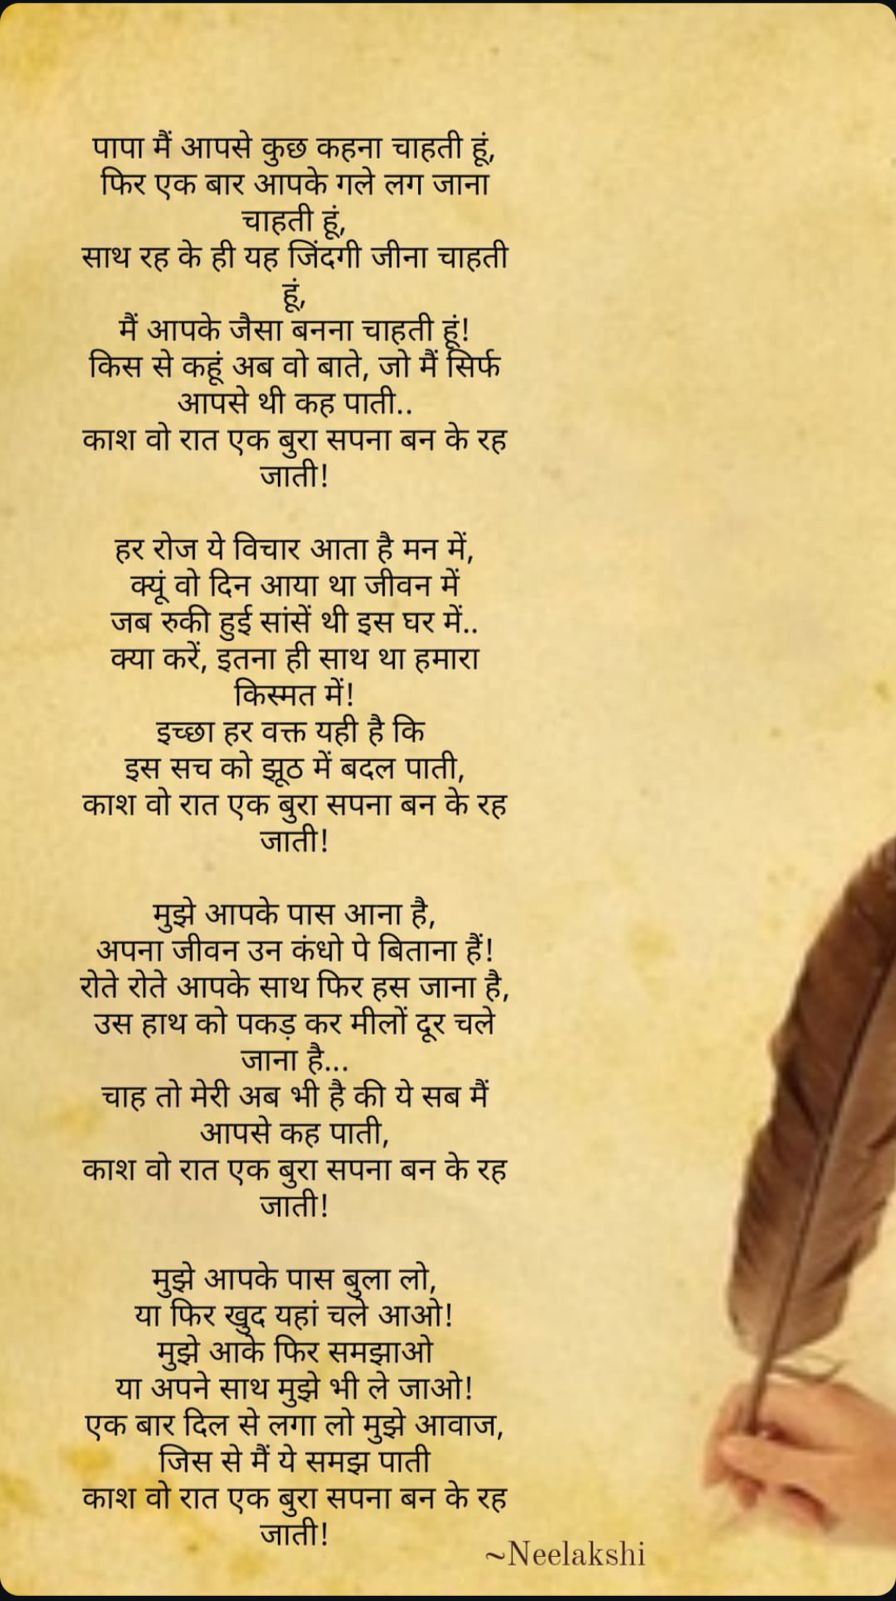 पापा मैं आपसे कुछ कहना चाहती हूं,
फिर एक बार आपके गले लग जाना
चाहती हूं,
साथ रह के ही यह जिंदगी जीना चाहती
हूं,
मैं आपके जैसा बनना चाहती हूं!
किस से कहूं अब वो बाते, जो मैं सिर्फ
आपसे थी कह पाती..
काश वो रात एक बुरा सपना बन के रह
जाती!
हर रोज ये विचार आता है मन में,
क्यूं वो दिन आया था जीवन में
जब रुकी हुई सांसें थी इस घर में..
क्या करें, इतना ही साथ था हमारा
किस्मत में!
इच्छा हर वक्त यही है कि
इस सच को झूठ में बदल पाती,
काश वो रात एक बुरा सपना बन के रह
जाती!
मुझे आपके पास आना है,
अपना जीवन उन कंधो पे बिताना हैं!
रोते रोते आपके साथ फिर हस जाना है,
उस हाथ को पकड़ कर मीलों दूर चले
जाना है...
चाह तो मेरी अब भी है की ये सब मैं
आपसे कह पाती,
काश वो रात एक बुरा सपना बन के रह
जाती!
मुझे आपके पास बुला लो,
या फिर खुद यहां चले आओ!
मुझे आके फिर समझाओ
या अपने साथ मुझे भी ले जाओ!
एक बार दिल से लगा लो मुझे आवाज,
जिस से मैं ये समझ पाती
काश वो रात एक बुरा सपना बन के रह
जाती!
~Neelakshi